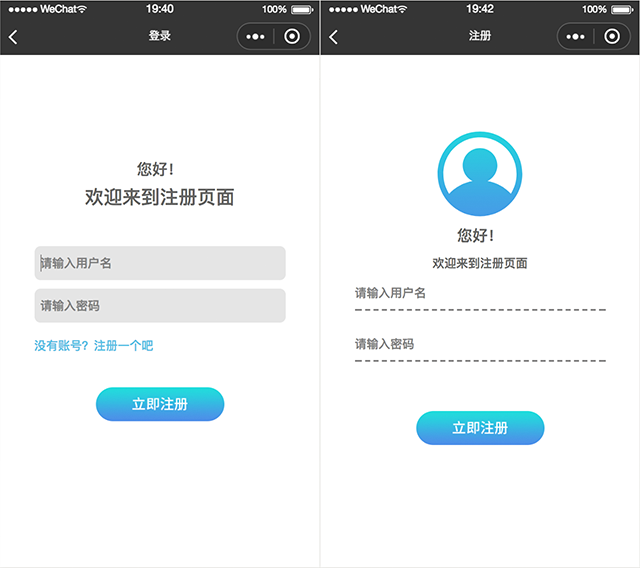 WeChat 19:40 100%
登录
您好！
欢迎来到注册页面
请输入用户名
请输入密码
没有账号？注册一个吧
立即注册
WeChat 19:42 100%
注册
您好！
欢迎来到注册页面
请输入用户名
请输入密码
立即注册